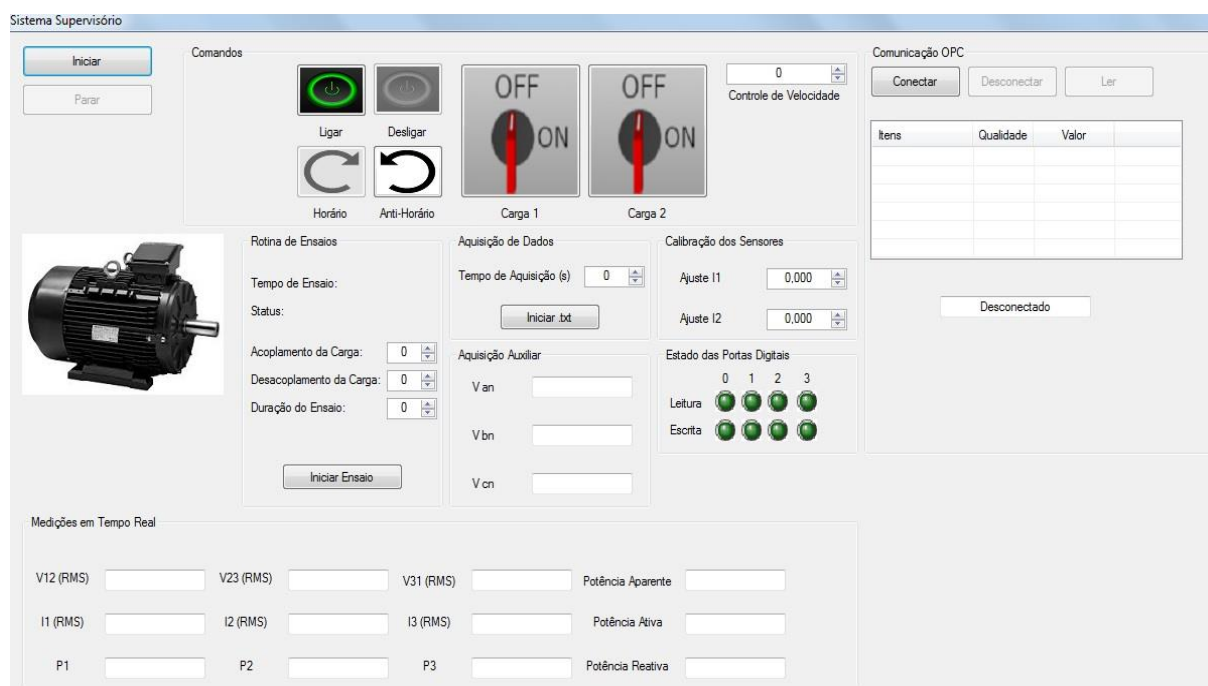 Sistema Supervisório
Iniciar
Parar
Comandos
Ligar
Desligar
Horário
Anti-Horário
OFF
ON
Carga 1
OFF
ON
Carga 2
0
Controle de Velocidade
Comunicação OPC
Conectar
Desconectar
Ler
Itens
Qualidade
Valor
Desconectado
Rotina de Ensaios
Tempo de Ensaio:
Status:
Acoplamento da Carga: 0
Desacoplamento da Carga: 0
Duração do Ensaio: 0
Iniciar Ensaio
Aquisição de Dados
Tempo de Aquisição (s) 0
Iniciar .txt
Aquisição Auxiliar
V an
V bn
V cn
Calibração dos Sensores
Ajuste I1 0,000
Ajuste I2 0,000
Estado das Portas Digitais
0 1 2 3
Leitura
Escrita
Medições em Tempo Real
V12 (RMS)
V23 (RMS)
V31 (RMS)
Potência Aparente
I1 (RMS)
I2 (RMS)
I3 (RMS)
Potência Ativa
P1
P2
P3
Potência Reativa